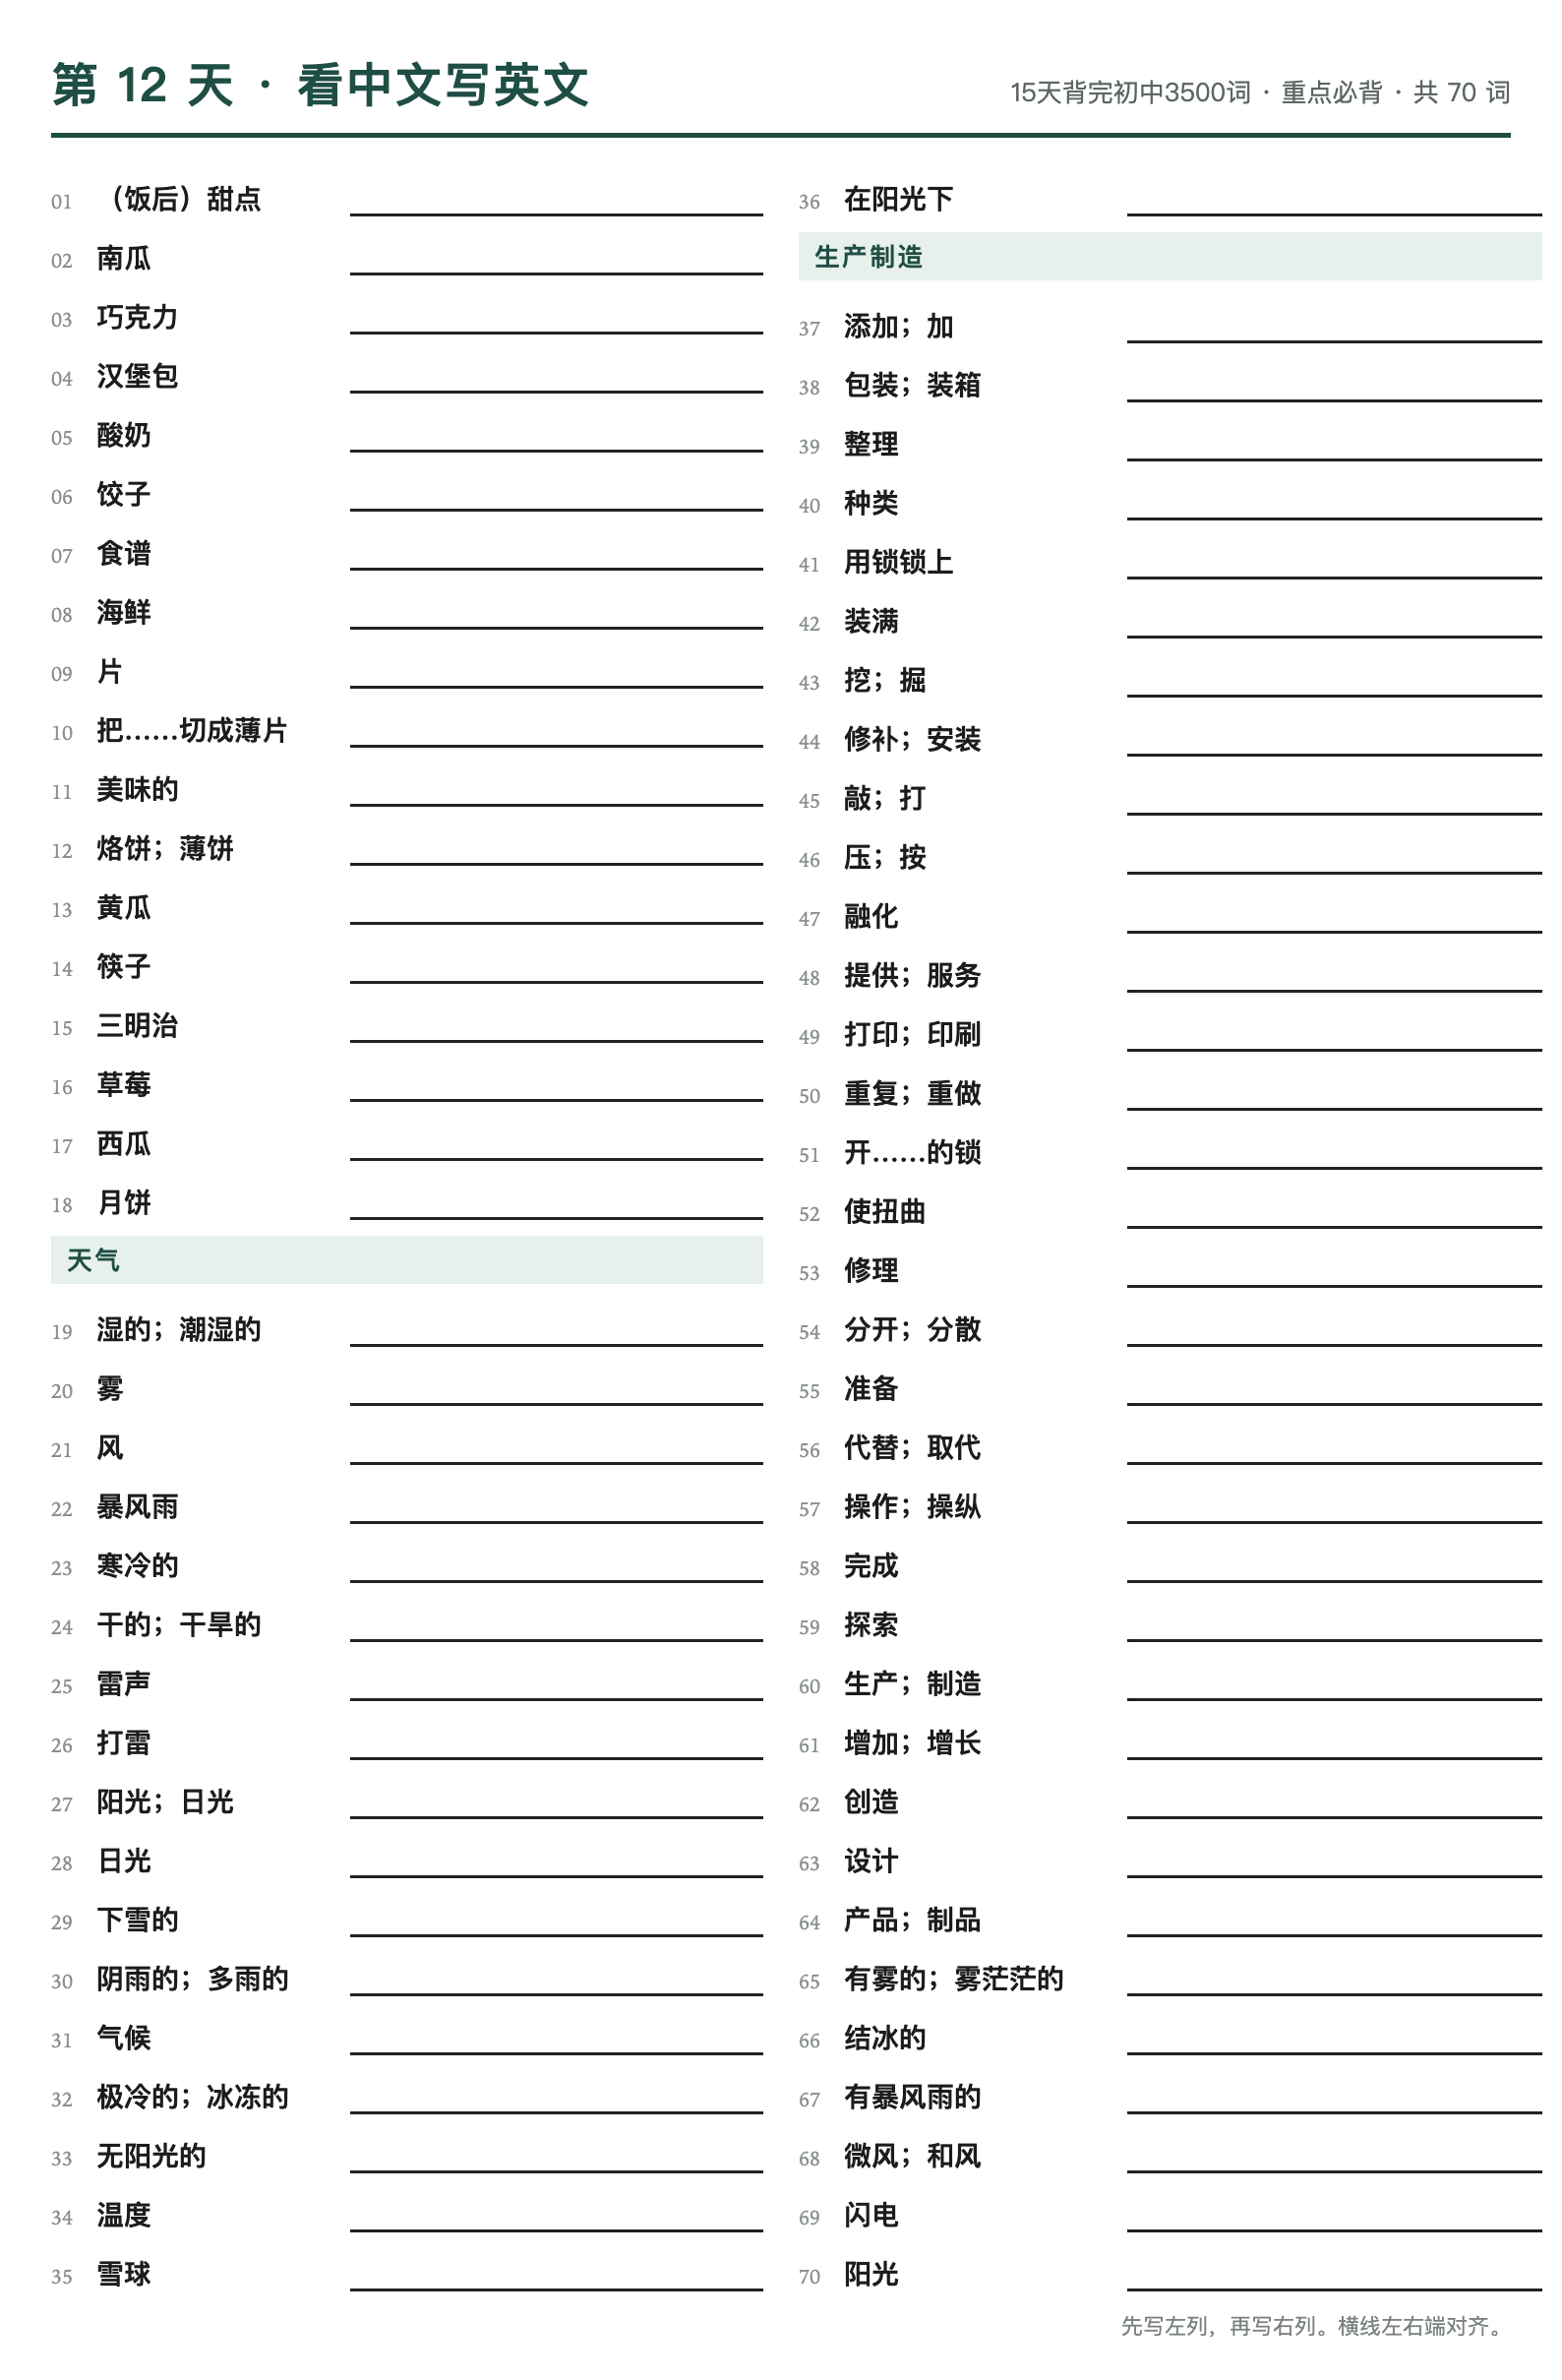 第 12 天 · 看中文写英文
15天背完初中3500词 · 重点必背 · 共 70 词
01 （饭后）甜点
02 南瓜
03 巧克力
04 汉堡包
05 酸奶
06 饺子
07 食谱
08 海鲜
09 片
10 把……切成薄片
11 美味的
12 烙饼；薄饼
13 黄瓜
14 筷子
15 三明治
16 草莓
17 西瓜
18 月饼
天气
19 湿的；潮湿的
20 雾
21 风
22 暴风雨
23 寒冷的
24 干的；干旱的
25 雷声
26 打雷
27 阳光；日光
28 日光
29 下雪的
30 阴雨的；多雨的
31 气候
32 极冷的；冰冻的
33 无阳光的
34 温度
35 雪球
36 在阳光下
生产制造
37 添加；加
38 包装；装箱
39 整理
40 种类
41 用锁锁上
42 装满
43 挖；掘
44 修补；安装
45 敲；打
46 压；按
47 融化
48 提供；服务
49 打印；印刷
50 重复；重做
51 开……的锁
52 使扭曲
53 修理
54 分开；分散
55 准备
56 代替；取代
57 操作；操纵
58 完成
59 探索
60 生产；制造
61 增加；增长
62 创造
63 设计
64 产品；制品
65 有雾的；雾茫茫的
66 结冰的
67 有暴风雨的
68 微风；和风
69 闪电
70 阳光
先写左列，再写右列。横线左右端对齐。